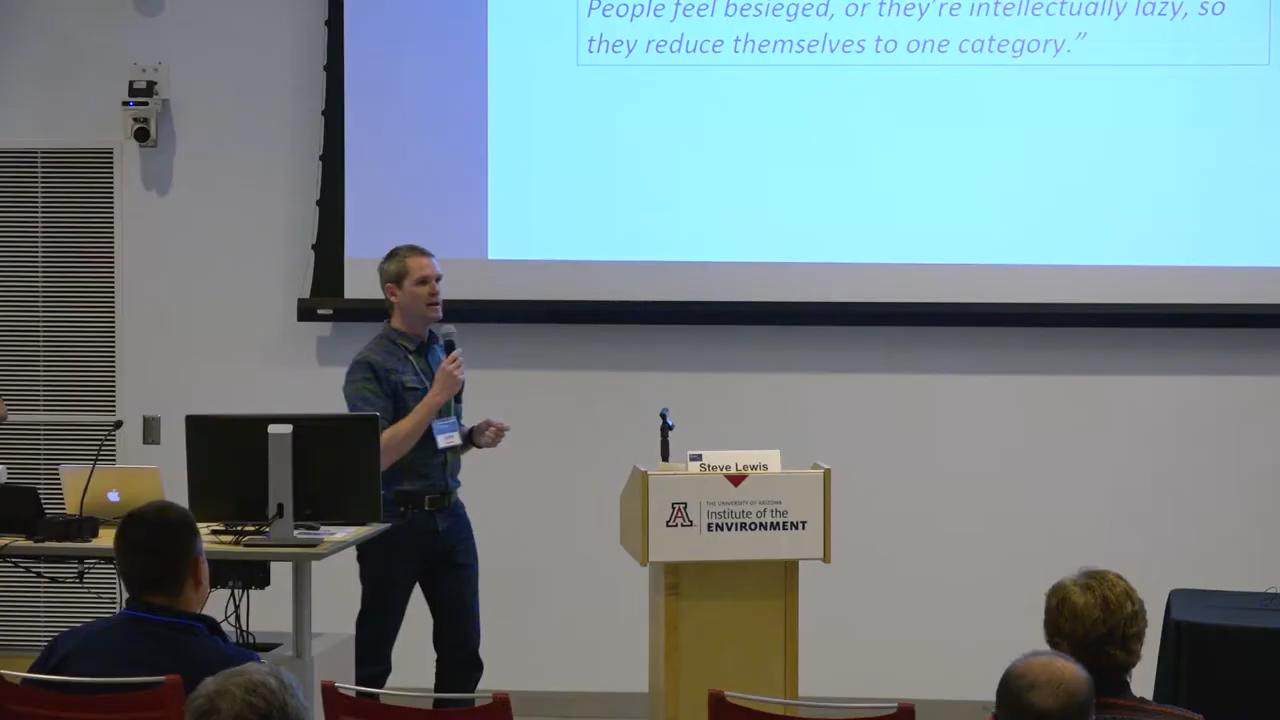 People feel besieged, or they're intellectually lazy, so
they reduce themselves to one category.”
Steve Lewis
THE UNIVERSITY OF ARIZONA
A
Institute of the
ENVIRONMENT